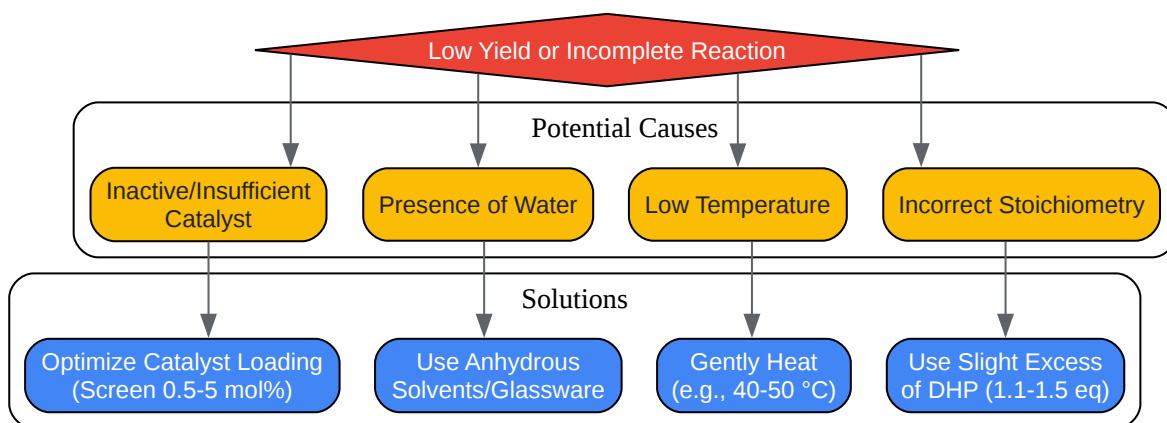 Low Yield or Incomplete Reaction
Potential Causes
Inactive/Insufficient
Catalyst
Presence of Water
Low Temperature
Incorrect Stoichiometry
Solutions
Optimize Catalyst Loading
(Screen 0.5-5 mol%)
Use Anhydrous
Solvents/Glassware
Gently Heat
(e.g., 40-50 °C)
Use Slight Excess
of DHP (1.1-1.5 eq)